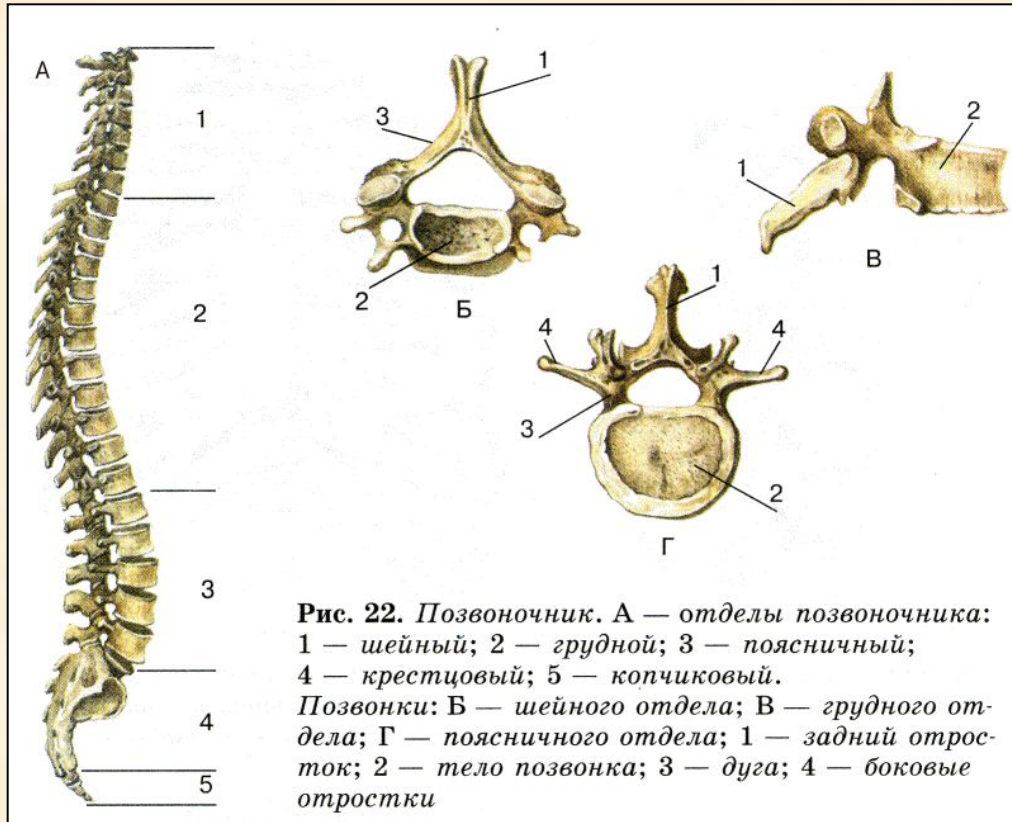 А
1
2
3
4
5
1
3
2
Б
1
2
В
1
4
4
3
2
Г
Рис. 22. Позвоночник. А — отделы позвоночника:
1 — шейный; 2 — грудной; 3 — поясничный;
4 — крестцовый; 5 — копчиковый.
Позвонки: Б — шейного отдела; В — грудного от-
дела; Г — поясничного отдела; 1 — задний отрос-
ток; 2 — тело позвонка; 3 — дуга; 4 — боковые
отростки